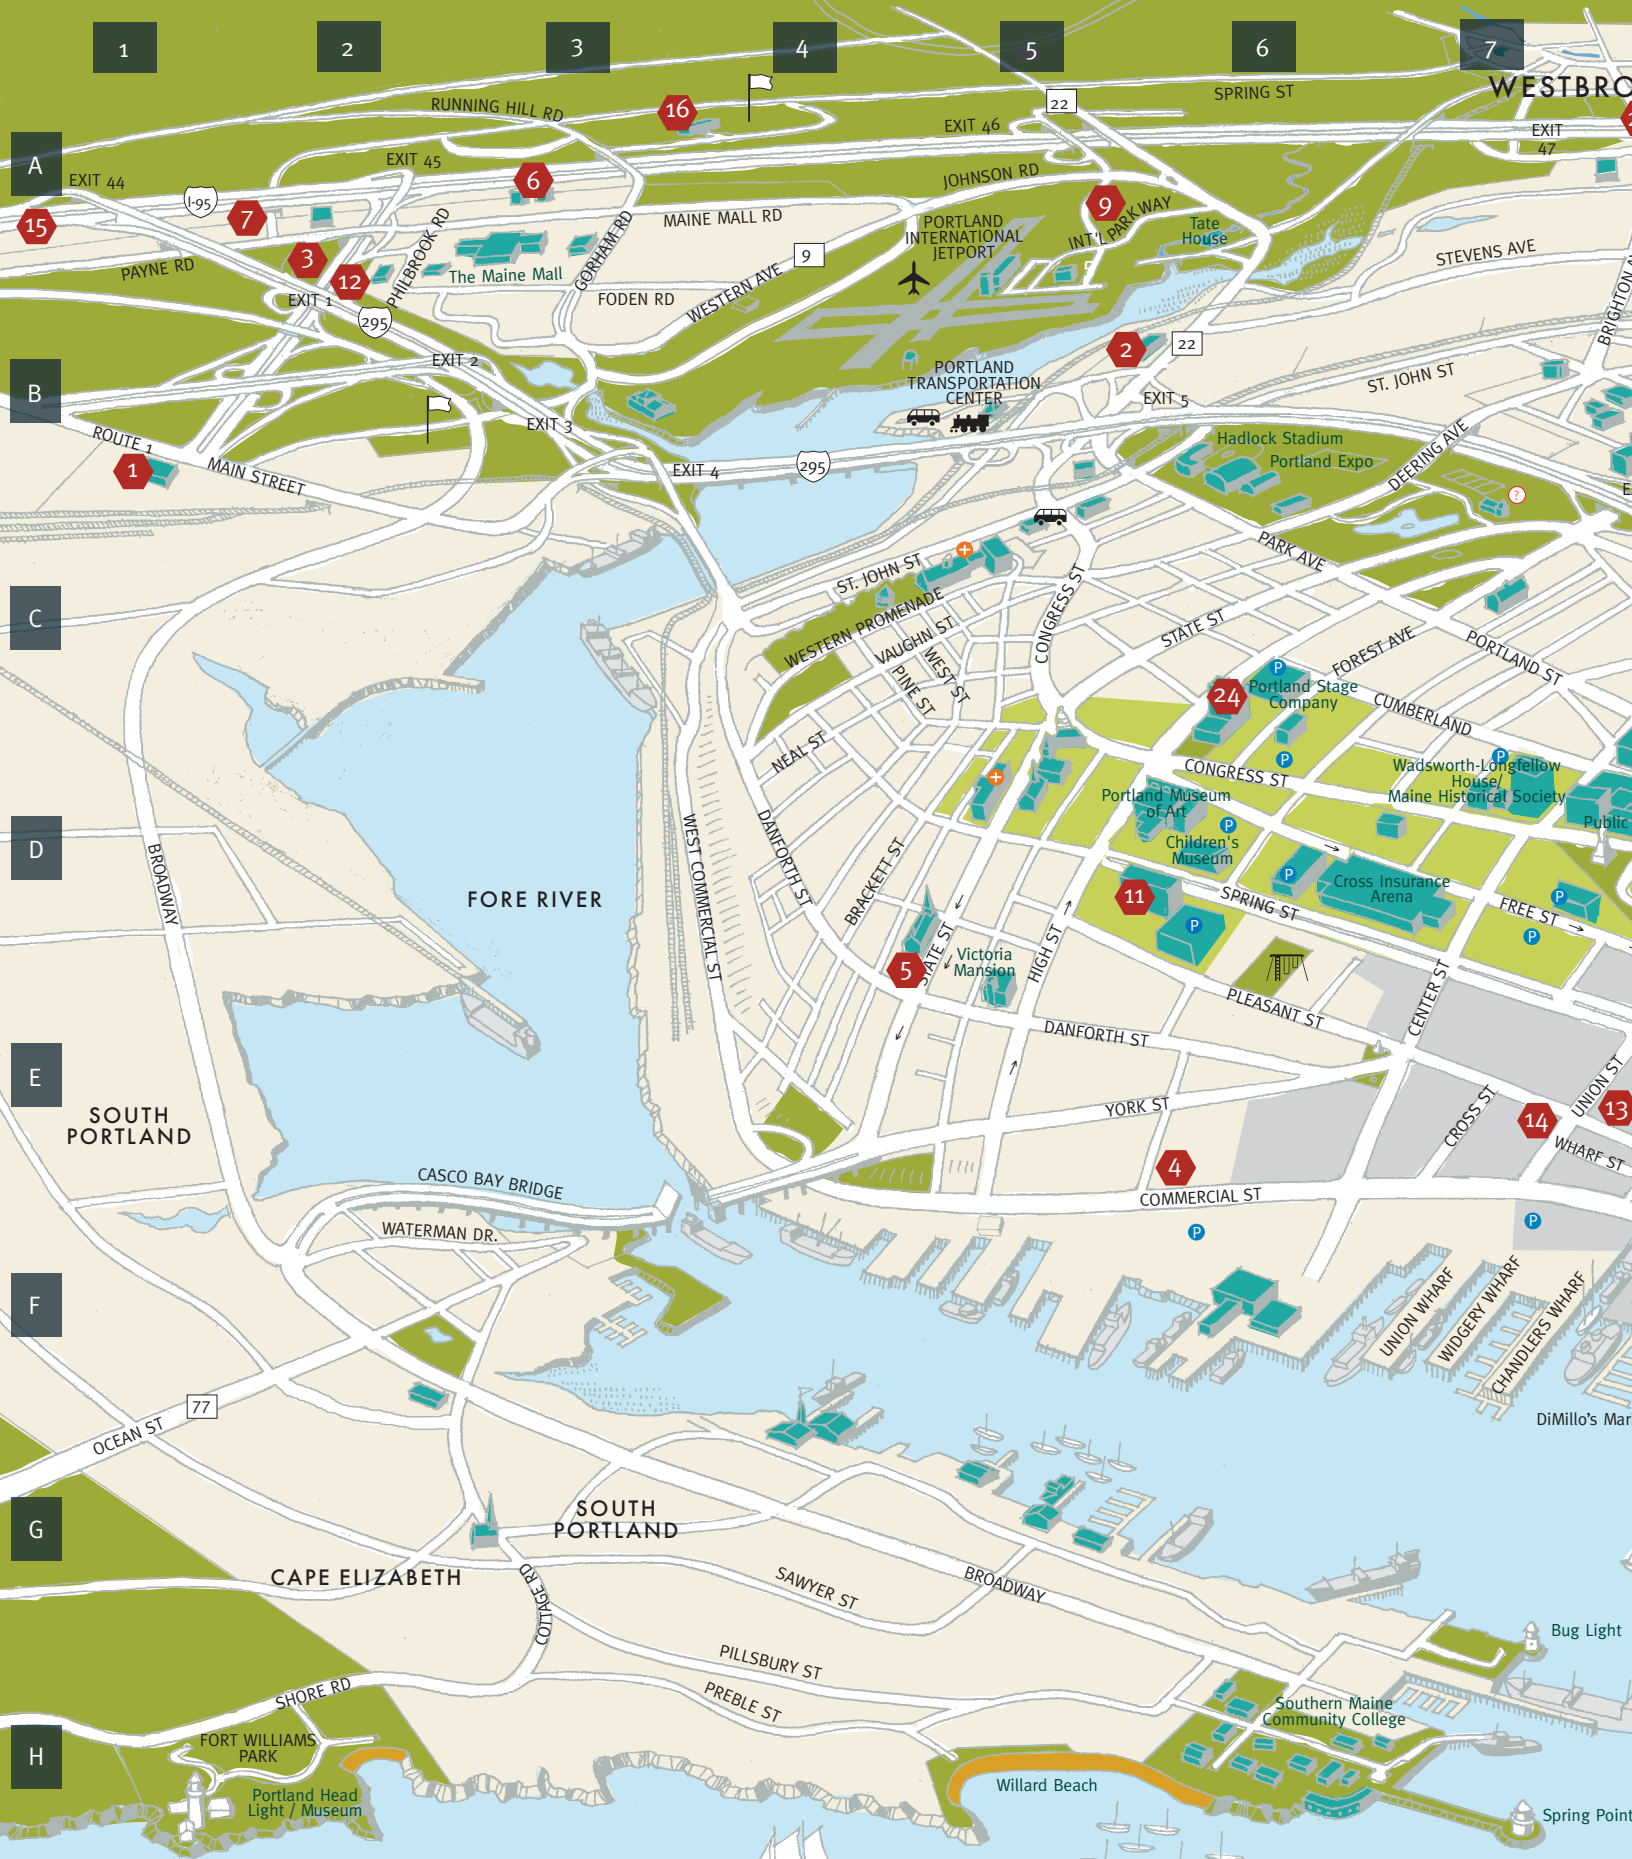 1
2
3
4
5
6
7
WESTBRO
RUNNING HILL RD
16
22
SPRING ST
EXIT 46
EXIT
47
2
A
EXIT 45
EXIT 44
6
JOHNSON RD
I-95
7
15
9
MAINE MALL RD
PORTLAND
INTERNATIONAL
JETPORT
INT'L PARKWAY
Tate
House
PHILBROOK RD
GORHAM RD
9
3
PAYNE RD
12
The Maine Mall
STEVENS AVE
BRIGHTON AV
EXIT 1
FODEN RD
WESTERN AVE
295
2
22
EXIT 2
PORTLAND
TRANSPORTATION
CENTER
ST. JOHN ST
B
EXIT 5
EXIT 3
ROUTE 1
1
MAIN STREET
EXIT 4
295
Hadlock Stadium
Portland Expo
DEERING AVE
E
?
PARK AVE
ST. JOHN ST
C
WESTERN PROMENADE
VAUGHN ST
WEST ST
PINE ST
CONGRESS ST
STATE ST
FOREST AVE
PORTLAND ST
P
24
Portland Stage
Company
CUMBERLAND
NEAL ST
P
P
CONGRESS ST
Wadsworth-Longfellow
House/
Maine Historical Society
Portland Museum
of Art
P
Public
Children's
Museum
D
BROADWAY
WEST COMMERCIAL ST
DANFORTH ST
BRACKETT ST
FORE RIVER
11
P
Cross Insurance
Arena
SPRING ST
P
FREE ST
P
P
STATE ST
5
Victoria
Mansion
HIGH ST
PLEASANT ST
CENTER ST
DANFORTH ST
E
SOUTH
PORTLAND
YORK ST
CROSS ST
UNION ST
14
13
WHARF ST
4
CASCO BAY BRIDGE
COMMERCIAL ST
P
P
WATERMAN DR.
F
UNION WHARF
WIDGERY WHARF
CHANDLERS WHARF
77
OCEAN ST
DiMillo's Mar
G
SOUTH
PORTLAND
CAPE ELIZABETH
COTTAGE RD
SAWYER ST
BROADWAY
Bug Light
PILLSBURY ST
SHORE RD
PREBLE ST
Southern Maine
Community College
H
FORT WILLIAMS
PARK
Portland Head
Light / Museum
Willard Beach
Spring Point